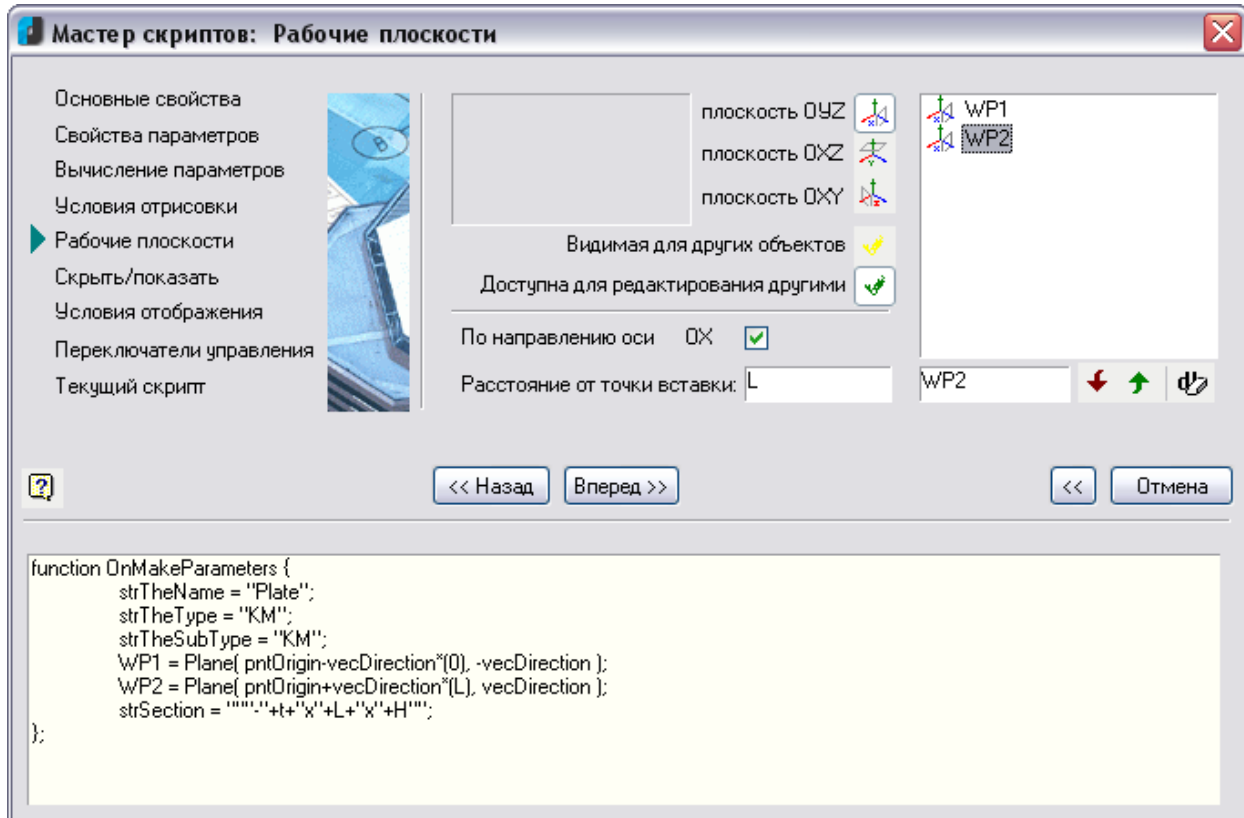 Мастер скриптов: Рабочие плоскости
Основные свойства
Свойства параметров
Вычисление параметров
Условия отрисовки
Рабочие плоскости
Скрыть/показать
Условия отображения
Переключатели управления
Текущий скрипт
B
плоскость OYZ
плоскость OXZ
плоскость OXY
Видимая для других объектов
Доступна для редактирования другими
По направлению оси OX
Расстояние от точки вставки: L
WP1
WP2
WP2
<< Назад
Вперед >>
<<
Отмена
function OnMakeParameters {
strTheName = "Plate";
strTheType = "KM";
strTheSubType = "KM";
WP1 = Plane( pntOrigin-vecDirection*(0), -vecDirection );
WP2 = Plane( pntOrigin+vecDirection*(L), vecDirection );
strSection = """'-"+t+"x"+L+"x"+H""";
};